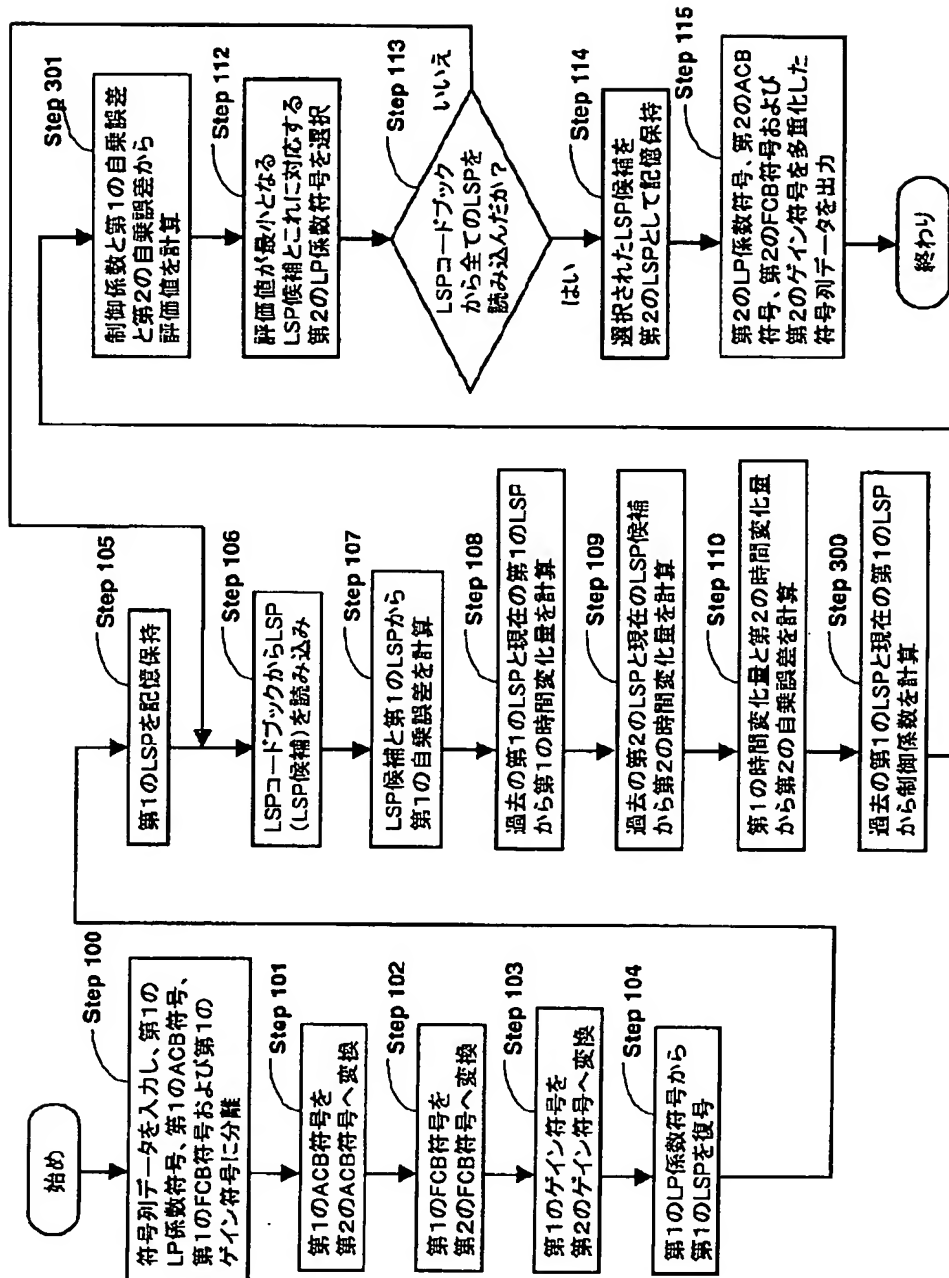 始め
Step 100
符号列データを入力し、第1の
LP係数符号、第1のACB符号、
第1のFCB符号および第1の
ゲイン符号に分離
Step 101
第1のACB符号を
第2のACB符号へ変換
Step 102
第1のFCB符号を
第2のFCB符号へ変換
Step 103
第1のゲイン符号を
第2のゲイン符号へ変換
Step 104
第1のLP係数符号から
第1のLSPを復号
Step 105
第1のLSPを記憶保持
Step 106
LSPコードブックからLSP
(LSP候補)を読み込み
Step 107
LSP候補と第1のLSPから
第1の自乗誤差を計算
Step 108
過去の第1のLSPと現在の第1のLSP
から第1の時間変化量を計算
Step 109
過去の第2のLSPと現在のLSP候補
から第2の時間変化量を計算
Step 110
第1の時間変化量と第2の時間変化量
から第2の自乗誤差を計算
Step 300
過去の第1のLSPと現在の第1のLSP
から制御係数を計算
Step 301
制御係数と第1の自乗誤差
と第2の自乗誤差から
評価値を計算
Step 112
評価値が最小となる
LSP候補とこれに対応する
第2のLP係数符号を選択
Step 113
LSPコードブック
から全てのLSPを
読み込んだか?
いいえ
はい
Step 114
選択されたLSP候補を
第2のLSPとして記憶保持
Step 115
第2のLP係数符号、第2のACB
符号、第2のFCB符号および
第2のゲイン符号を多重化した
符号列データを出力
終わり